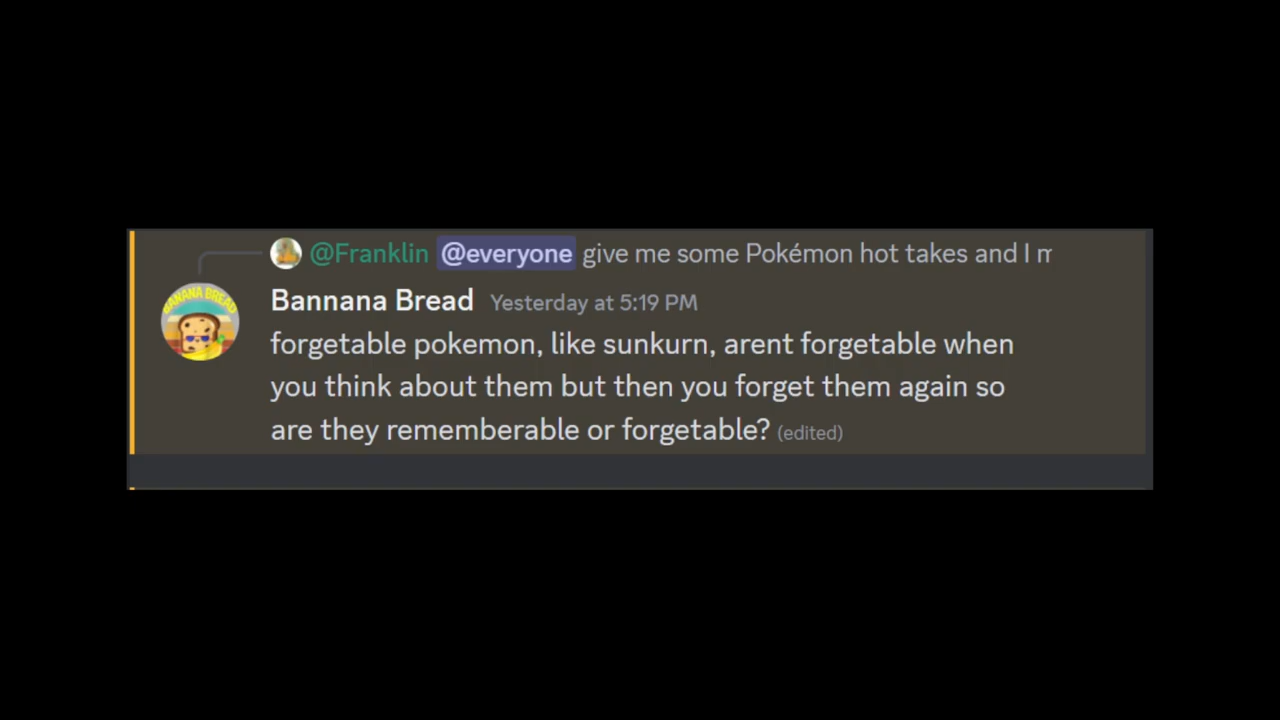 @Franklin @everyone give me some Pokémon hot takes and I m
BANANA BREAD
Bannana Bread Yesterday at 5:19 PM
forgetable pokemon, like sunkurn, arent forgetable when
you think about them but then you forget them again so
are they rememberable or forgetable? (edited)